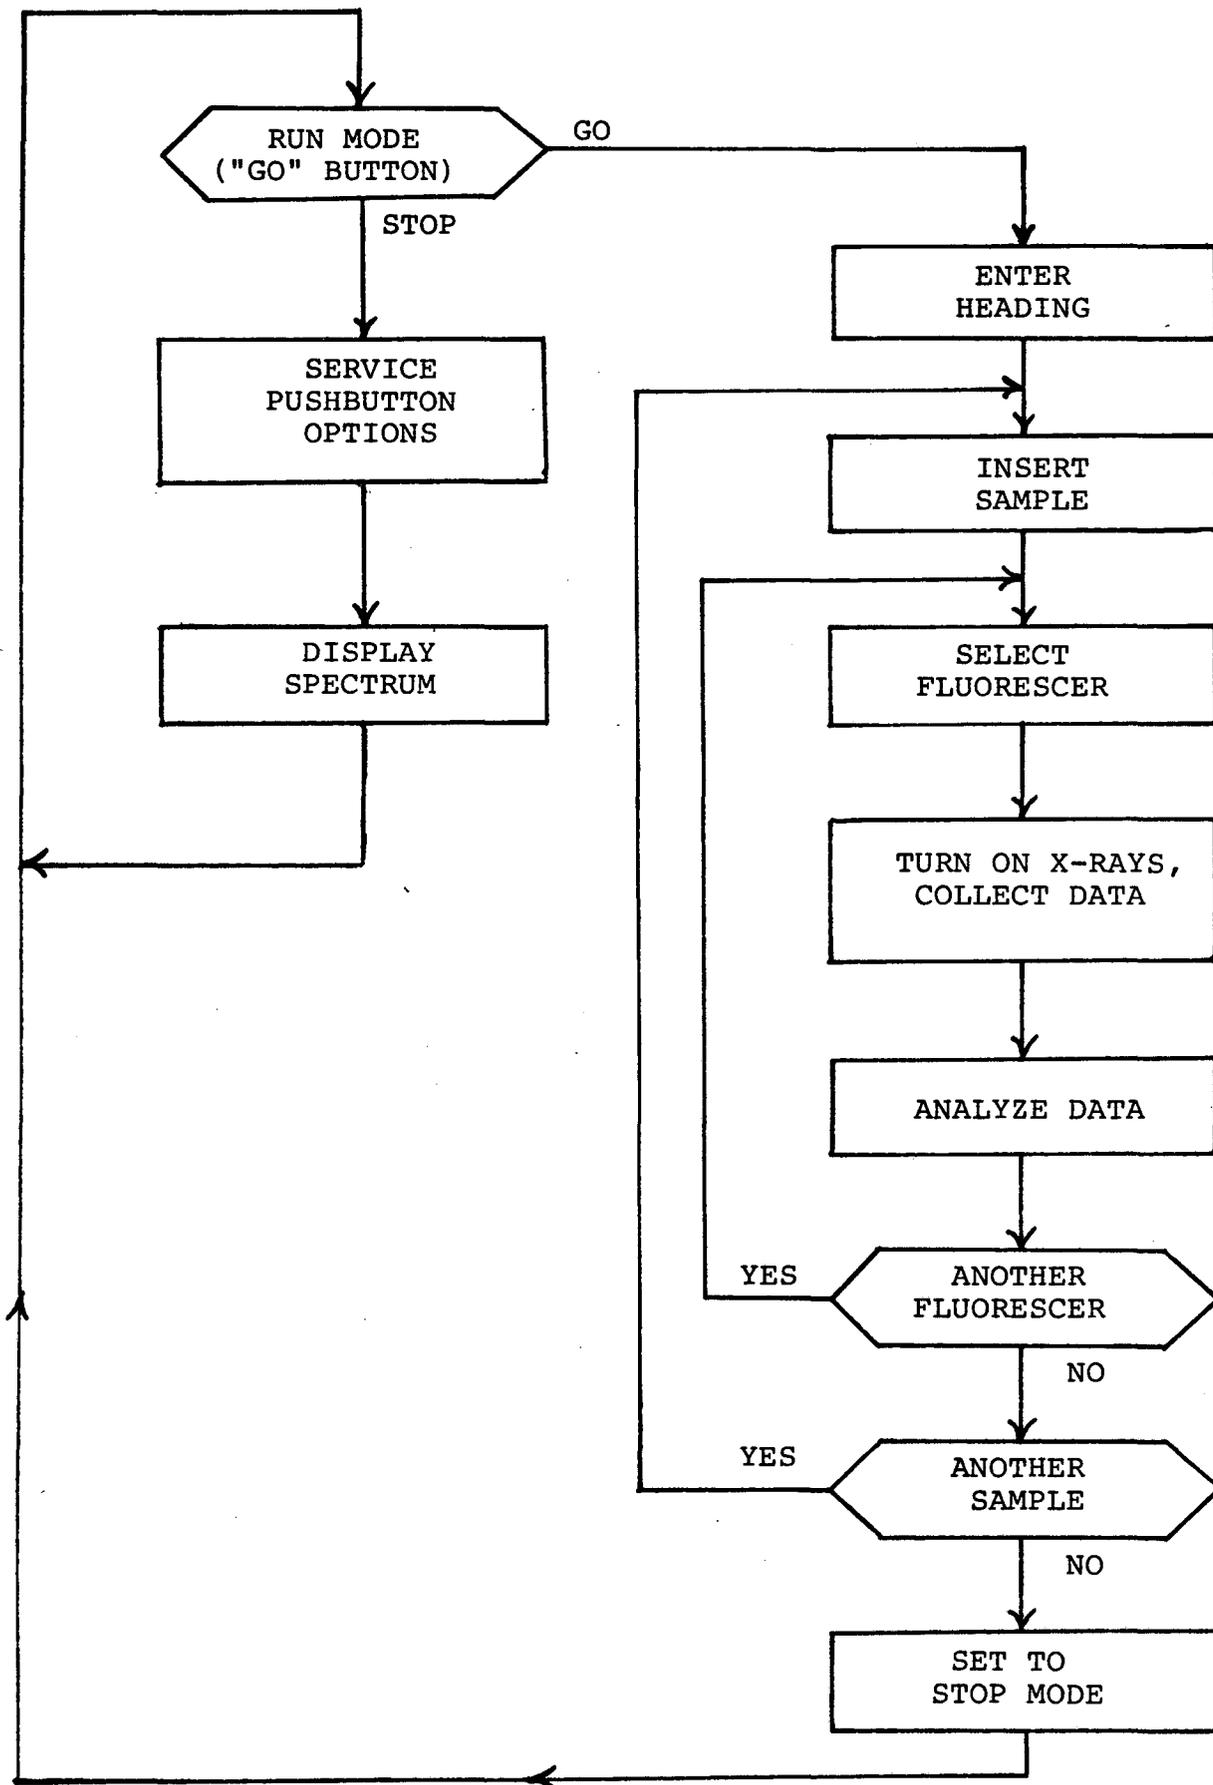 RUN MODE
("GO" BUTTON)
GO
STOP
SERVICE
PUSHBUTTON
OPTIONS
DISPLAY
SPECTRUM
ENTER
HEADING
INSERT
SAMPLE
SELECT
FLUORESCER
TURN ON X-RAYS,
COLLECT DATA
ANALYZE DATA
YES
ANOTHER
FLUORESCER
NO
YES
ANOTHER
SAMPLE
NO
SET TO
STOP MODE